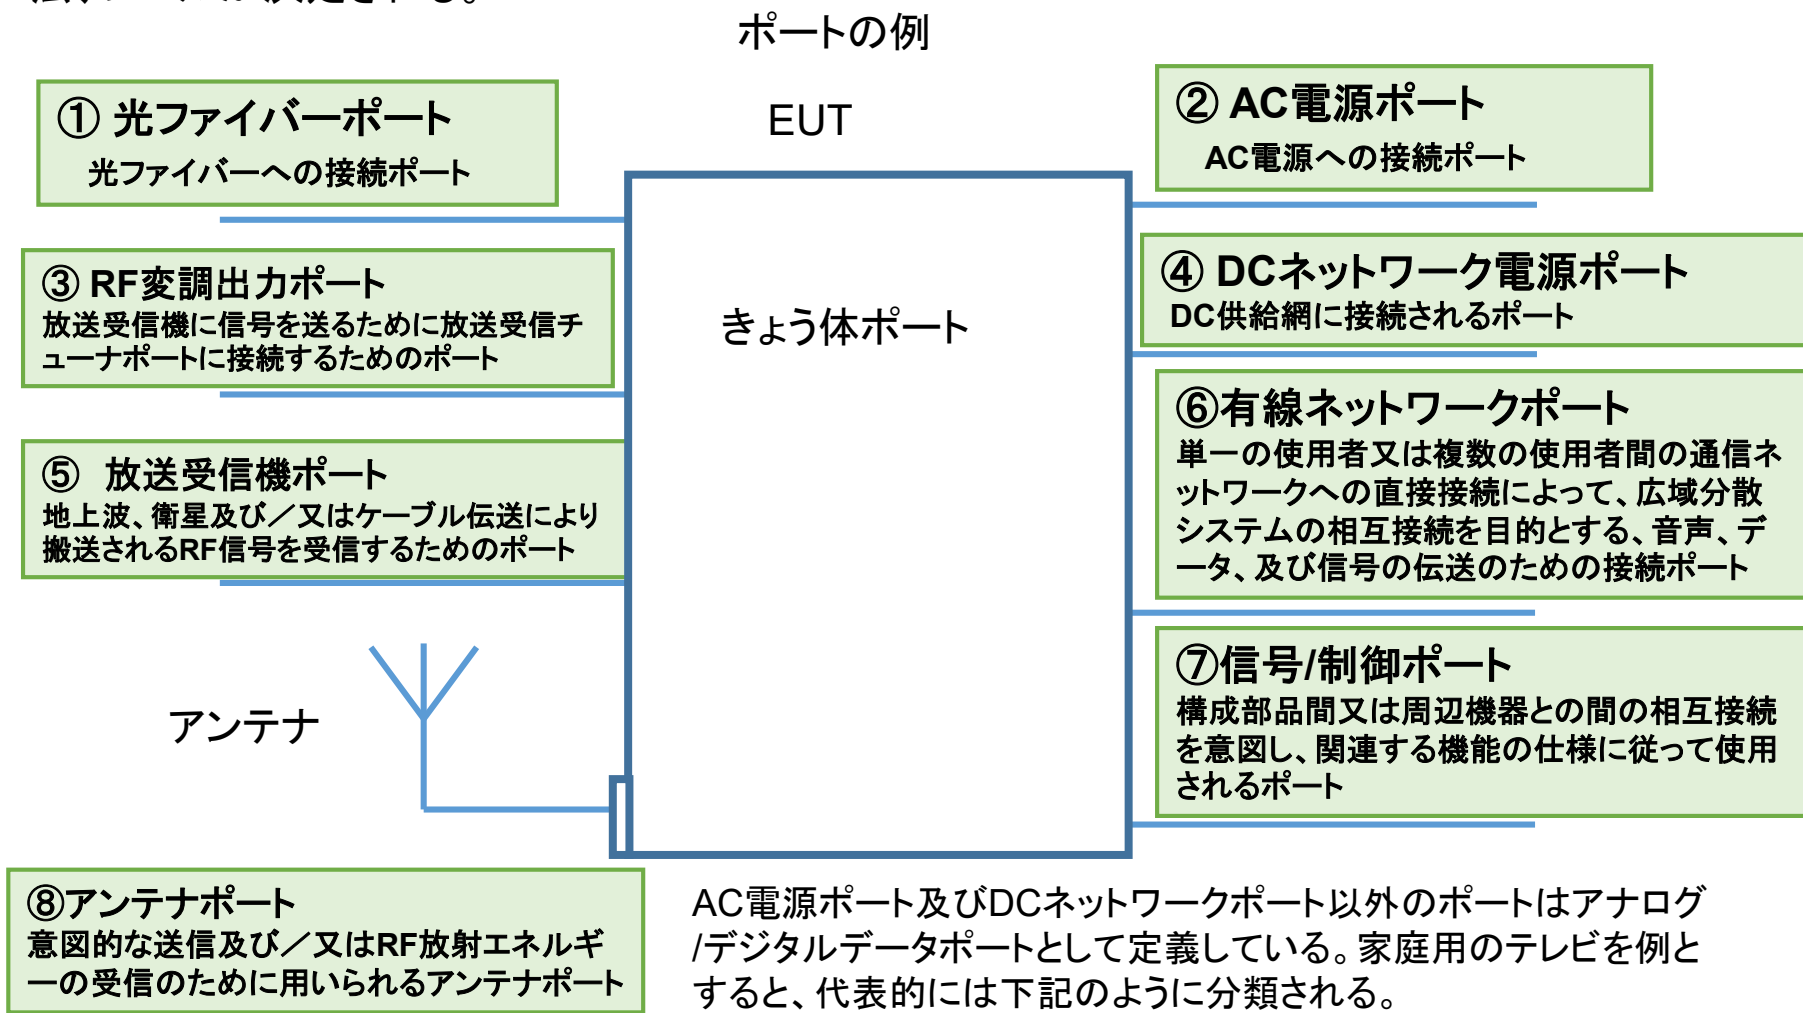 ポートの例
EUT
① 光ファイバーポート
光ファイバーへの接続ポート
② AC電源ポート
AC電源への接続ポート
③ RF変調出力ポート
放送受信機に信号を送るために放送受信チ
ューナポートに接続するためのポート
きょう体ポート
④ DCネットワーク電源ポート
DC供給網に接続されるポート
⑤ 放送受信機ポート
地上波、衛星及び／又はケーブル伝送により
搬送されるRF信号を受信するためのポート
⑥有線ネットワークポート
単一の使用者又は複数の使用者間の通信ネ
ットワークへの直接接続によって、広域分散
システムの相互接続を目的とする、音声、デ
ータ、及び信号の伝送のための接続ポート
アンテナ
⑦信号/制御ポート
構成部品間又は周辺機器との間の相互接続
を意図し、関連する機能の仕様に従って使用
されるポート
⑧アンテナポート
意図的な送信及び／又はRF放射エネルギ
ーの受信のために用いられるアンテナポート
AC電源ポート及びDCネットワークポート以外のポートはアナログ
/デジタルデータポートとして定義している。家庭用のテレビを例と
すると、代表的には下記のように分類される。